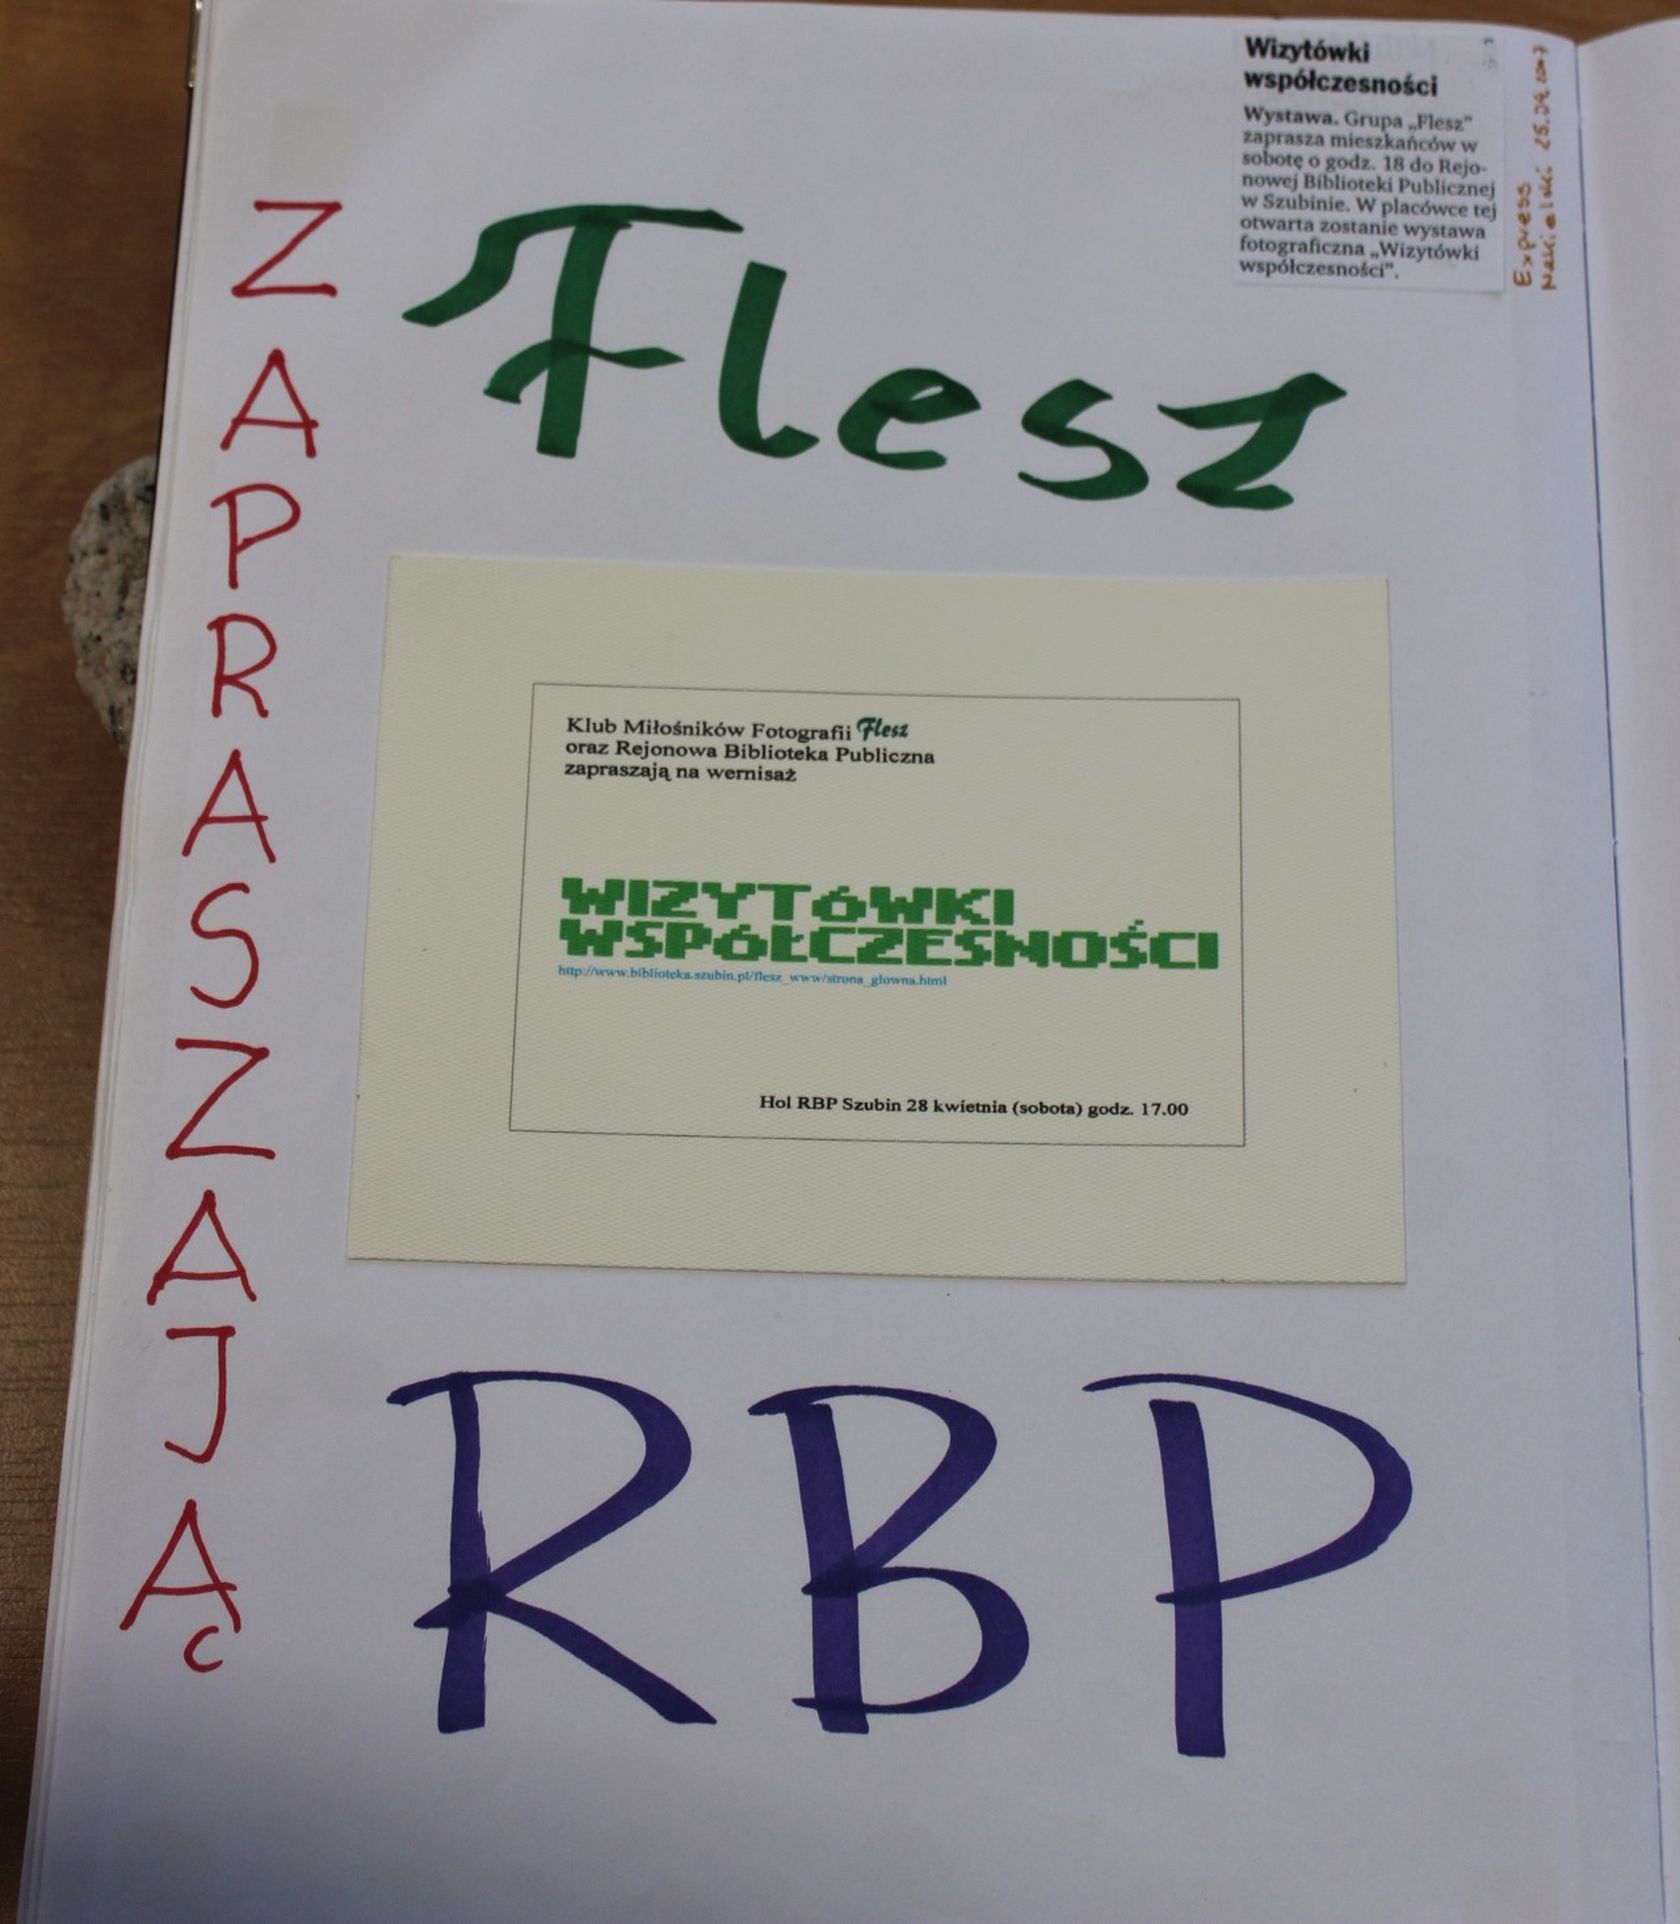 Wizytówki
współczesności
Wystawa. Grupa „Flesz”
zaprasza mieszkańców w
sobotę o godz. 18 do Rejo-
nowej Biblioteki Publicznej
w Szubinie. W placówce tej
otwarta zostanie wystawa
fotograficzna „Wizytówki
współczesności”.
Express
Nakielski 25.04.2007
ZAPRASZAJĄ
Flesz
Klub Miłośników Fotografii Flesz
oraz Rejonowa Biblioteka Publiczna
zapraszają na wernisaż
WIZYTÓWKI
WSPÓŁCZESNOŚCI
http://www.biblioteka.szubin.pl/flesz_www/strona_glowna.html
Hol RBP Szubin 28 kwietnia (sobota) godz. 17.00
RBP